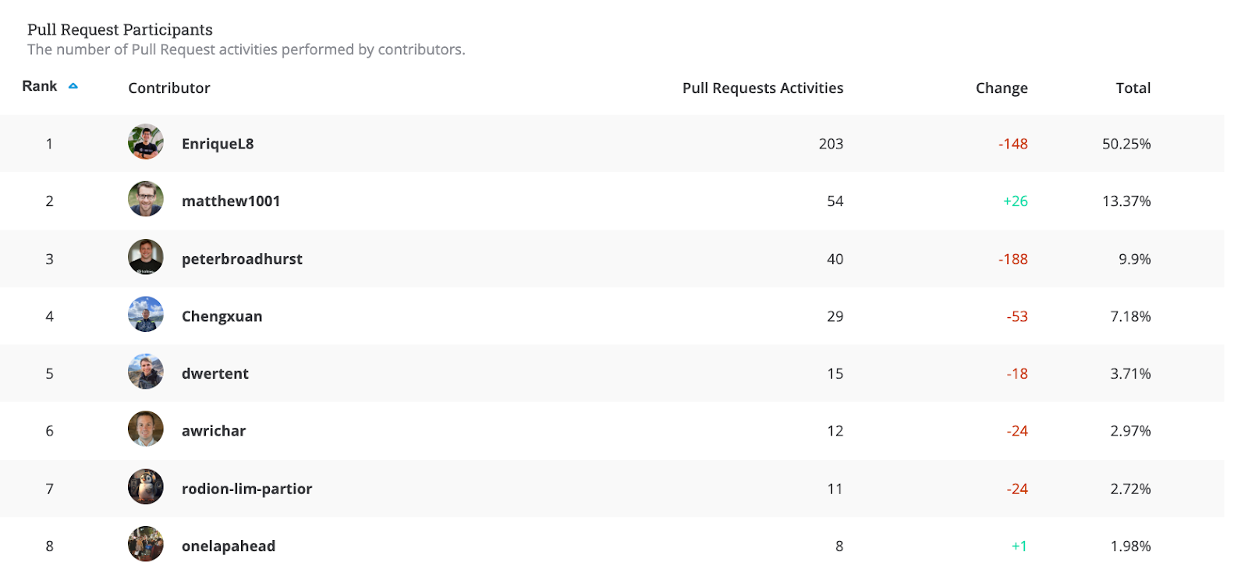 Pull Request Participants
The number of Pull Request activities performed by contributors.
Rank Contributor Pull Requests Activities Change Total
1 EnriqueL8 203 -148 50.25%
2 matthew1001 54 +26 13.37%
3 peterbroadhurst 40 -188 9.9%
4 Chengxuan 29 -53 7.18%
5 dwertent 15 -18 3.71%
6 awrichar 12 -24 2.97%
7 rodion-lim-partior 11 -24 2.72%
8 onelapahead 8 +1 1.98%